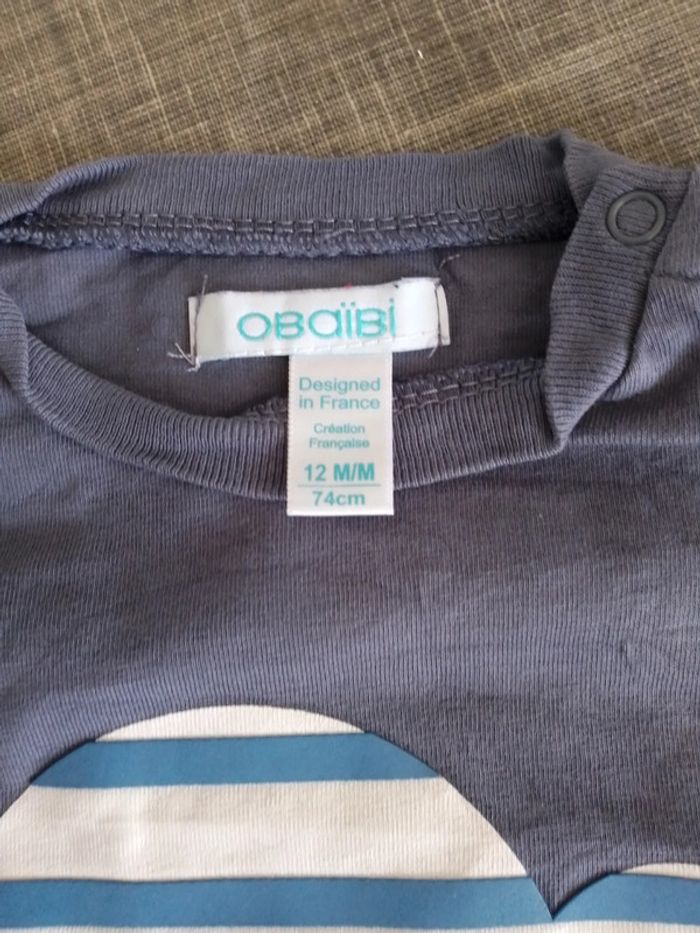 OBaïBi
Designed
in France
Création
Française
12 M/M
74cm